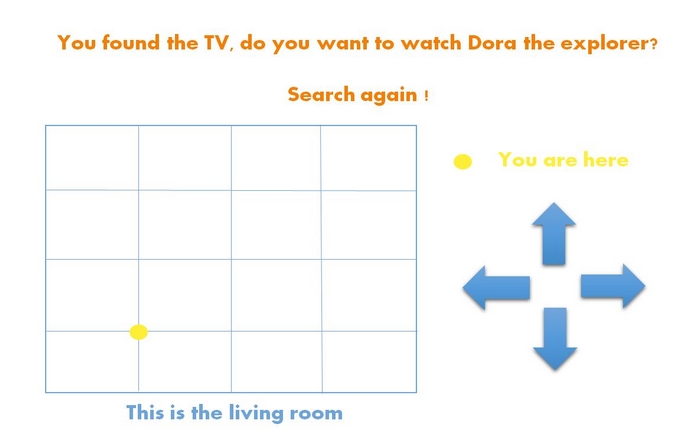 You found the TV, do you want to watch Dora the explorer?
Search again !
You are here
This is the living room